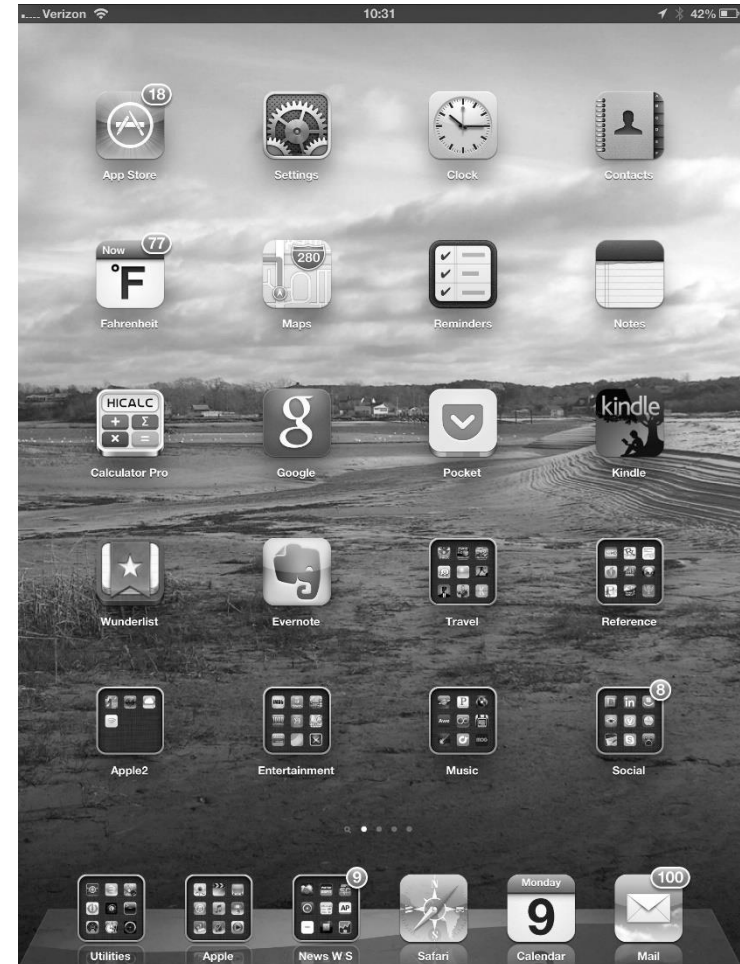 Verizon 10:31 42%
18
App Store Settings Clock Contacts
Now 77
°F 280
Fahrenheit Maps Reminders Notes
HICALC
+ Σ
× =
g kindle
Calculator Pro Google Pocket Kindle
Wunderlist Evernote Travel Reference
in P
8
Apple2 Entertainment Music Social
9 100
Monday
9
AP
N
Utilities Apple News W S Safari Calendar Mail